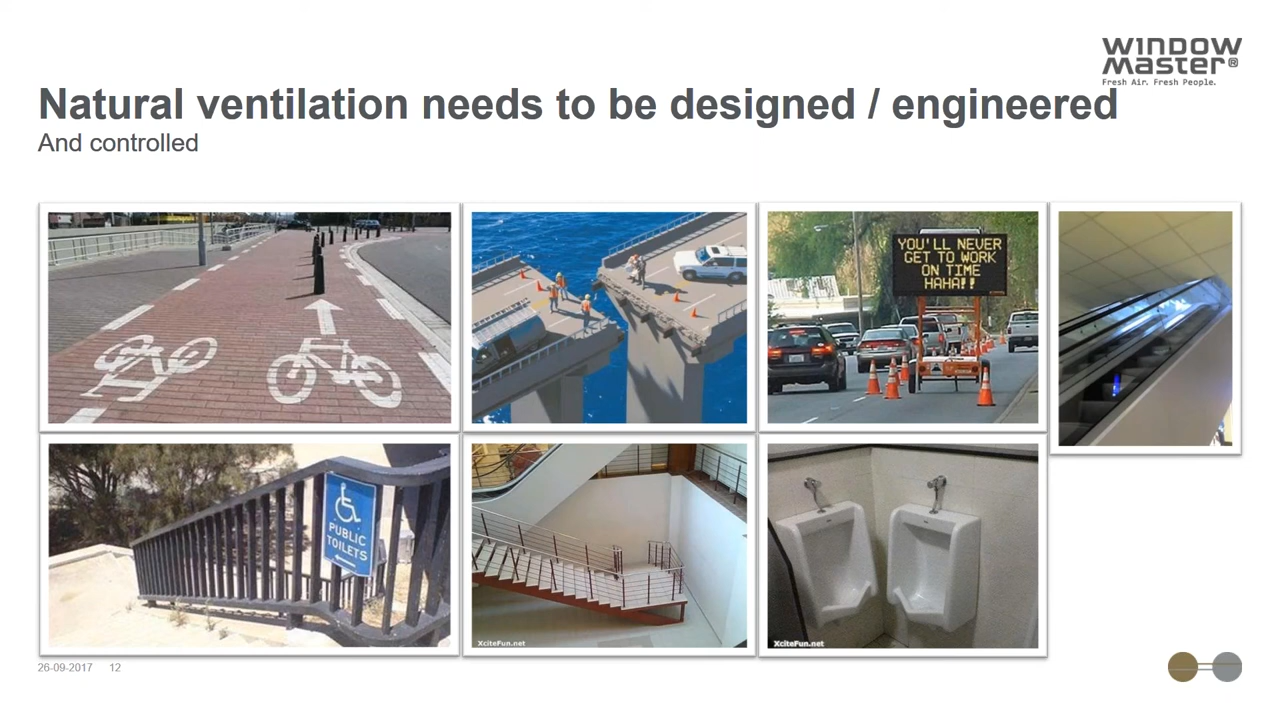 WINDOW
Master®
Fresh Air. Fresh People.
Natural ventilation needs to be designed / engineered
And controlled
YOU'LL NEVER
GET TO WORK
ON TIME
HAHA!!
PUBLIC
TOILETS
XciteFun.net
XciteFun.net
26-09-2017 12